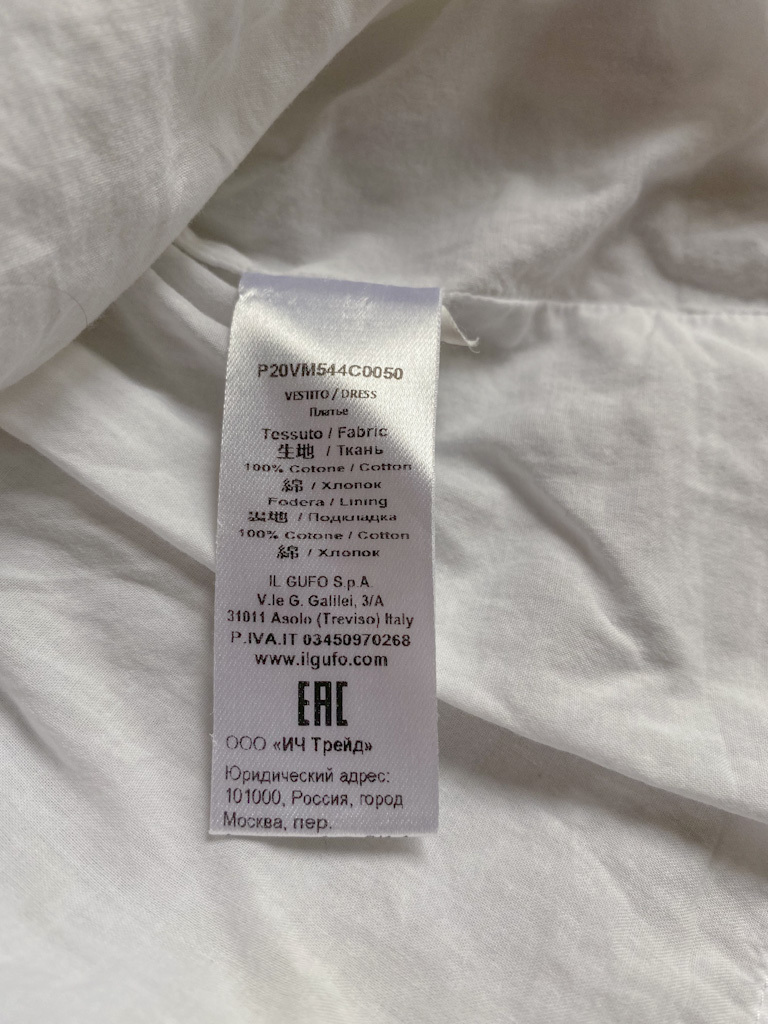 P20VM544C0050
VESTITO / DRESS
Платье
Tessuto / Fabric
生地 / Ткань
100% Cotone / Cotton
綿 / Хлопок
Fodera / Lining
裏地 / Подкладка
100% Cotone / Cotton
綿 / Хлопок
IL GUFO S.p.A.
V.le G. Galilei, 3/A
31011 Asolo (Treviso) Italy
P.IVA.IT 03450970268
www.ilgufo.com
EAC
ООО «ИЧ Трейд»
Юридический адрес:
101000, Россия, город
Москва, пер.